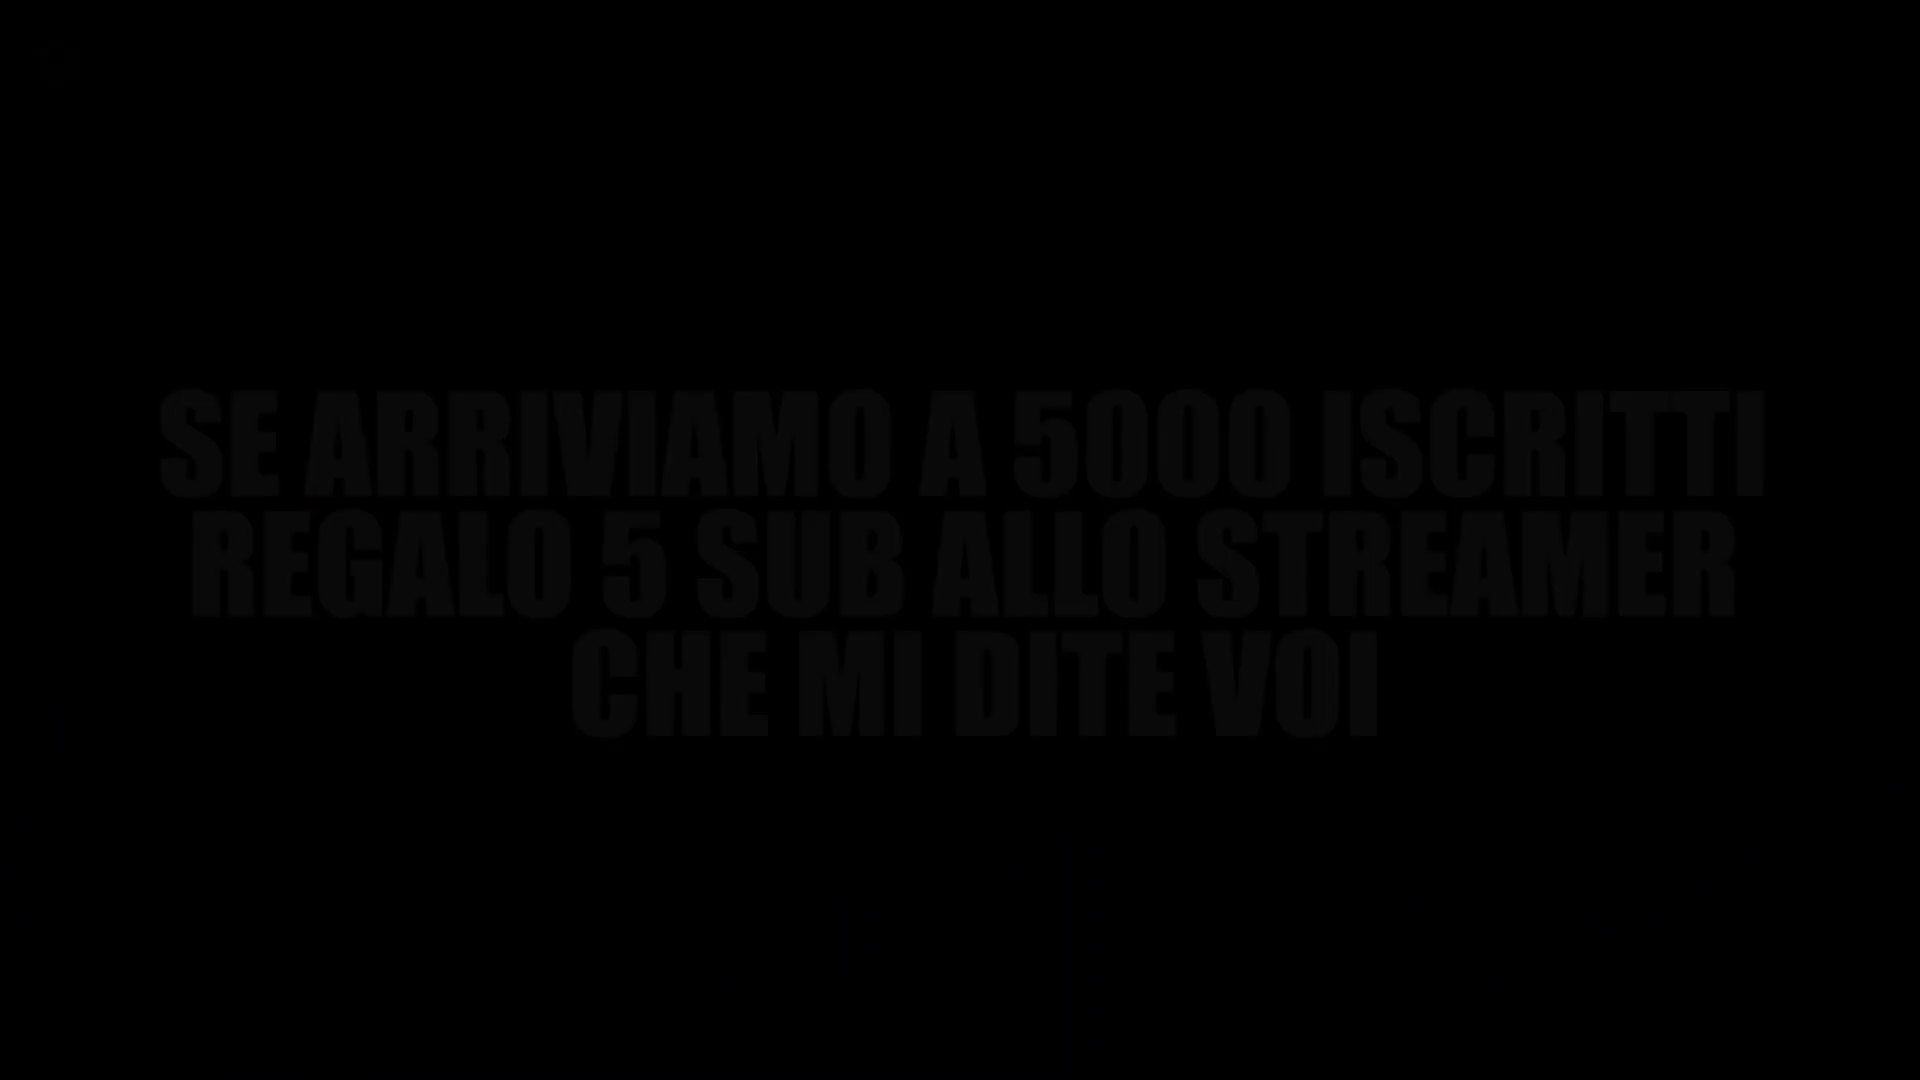 SE ARRIVIAMO A 5000 ISCRITTI
REGALO 5 SUB ALLO STREAMER
CHE MI DITE VOI